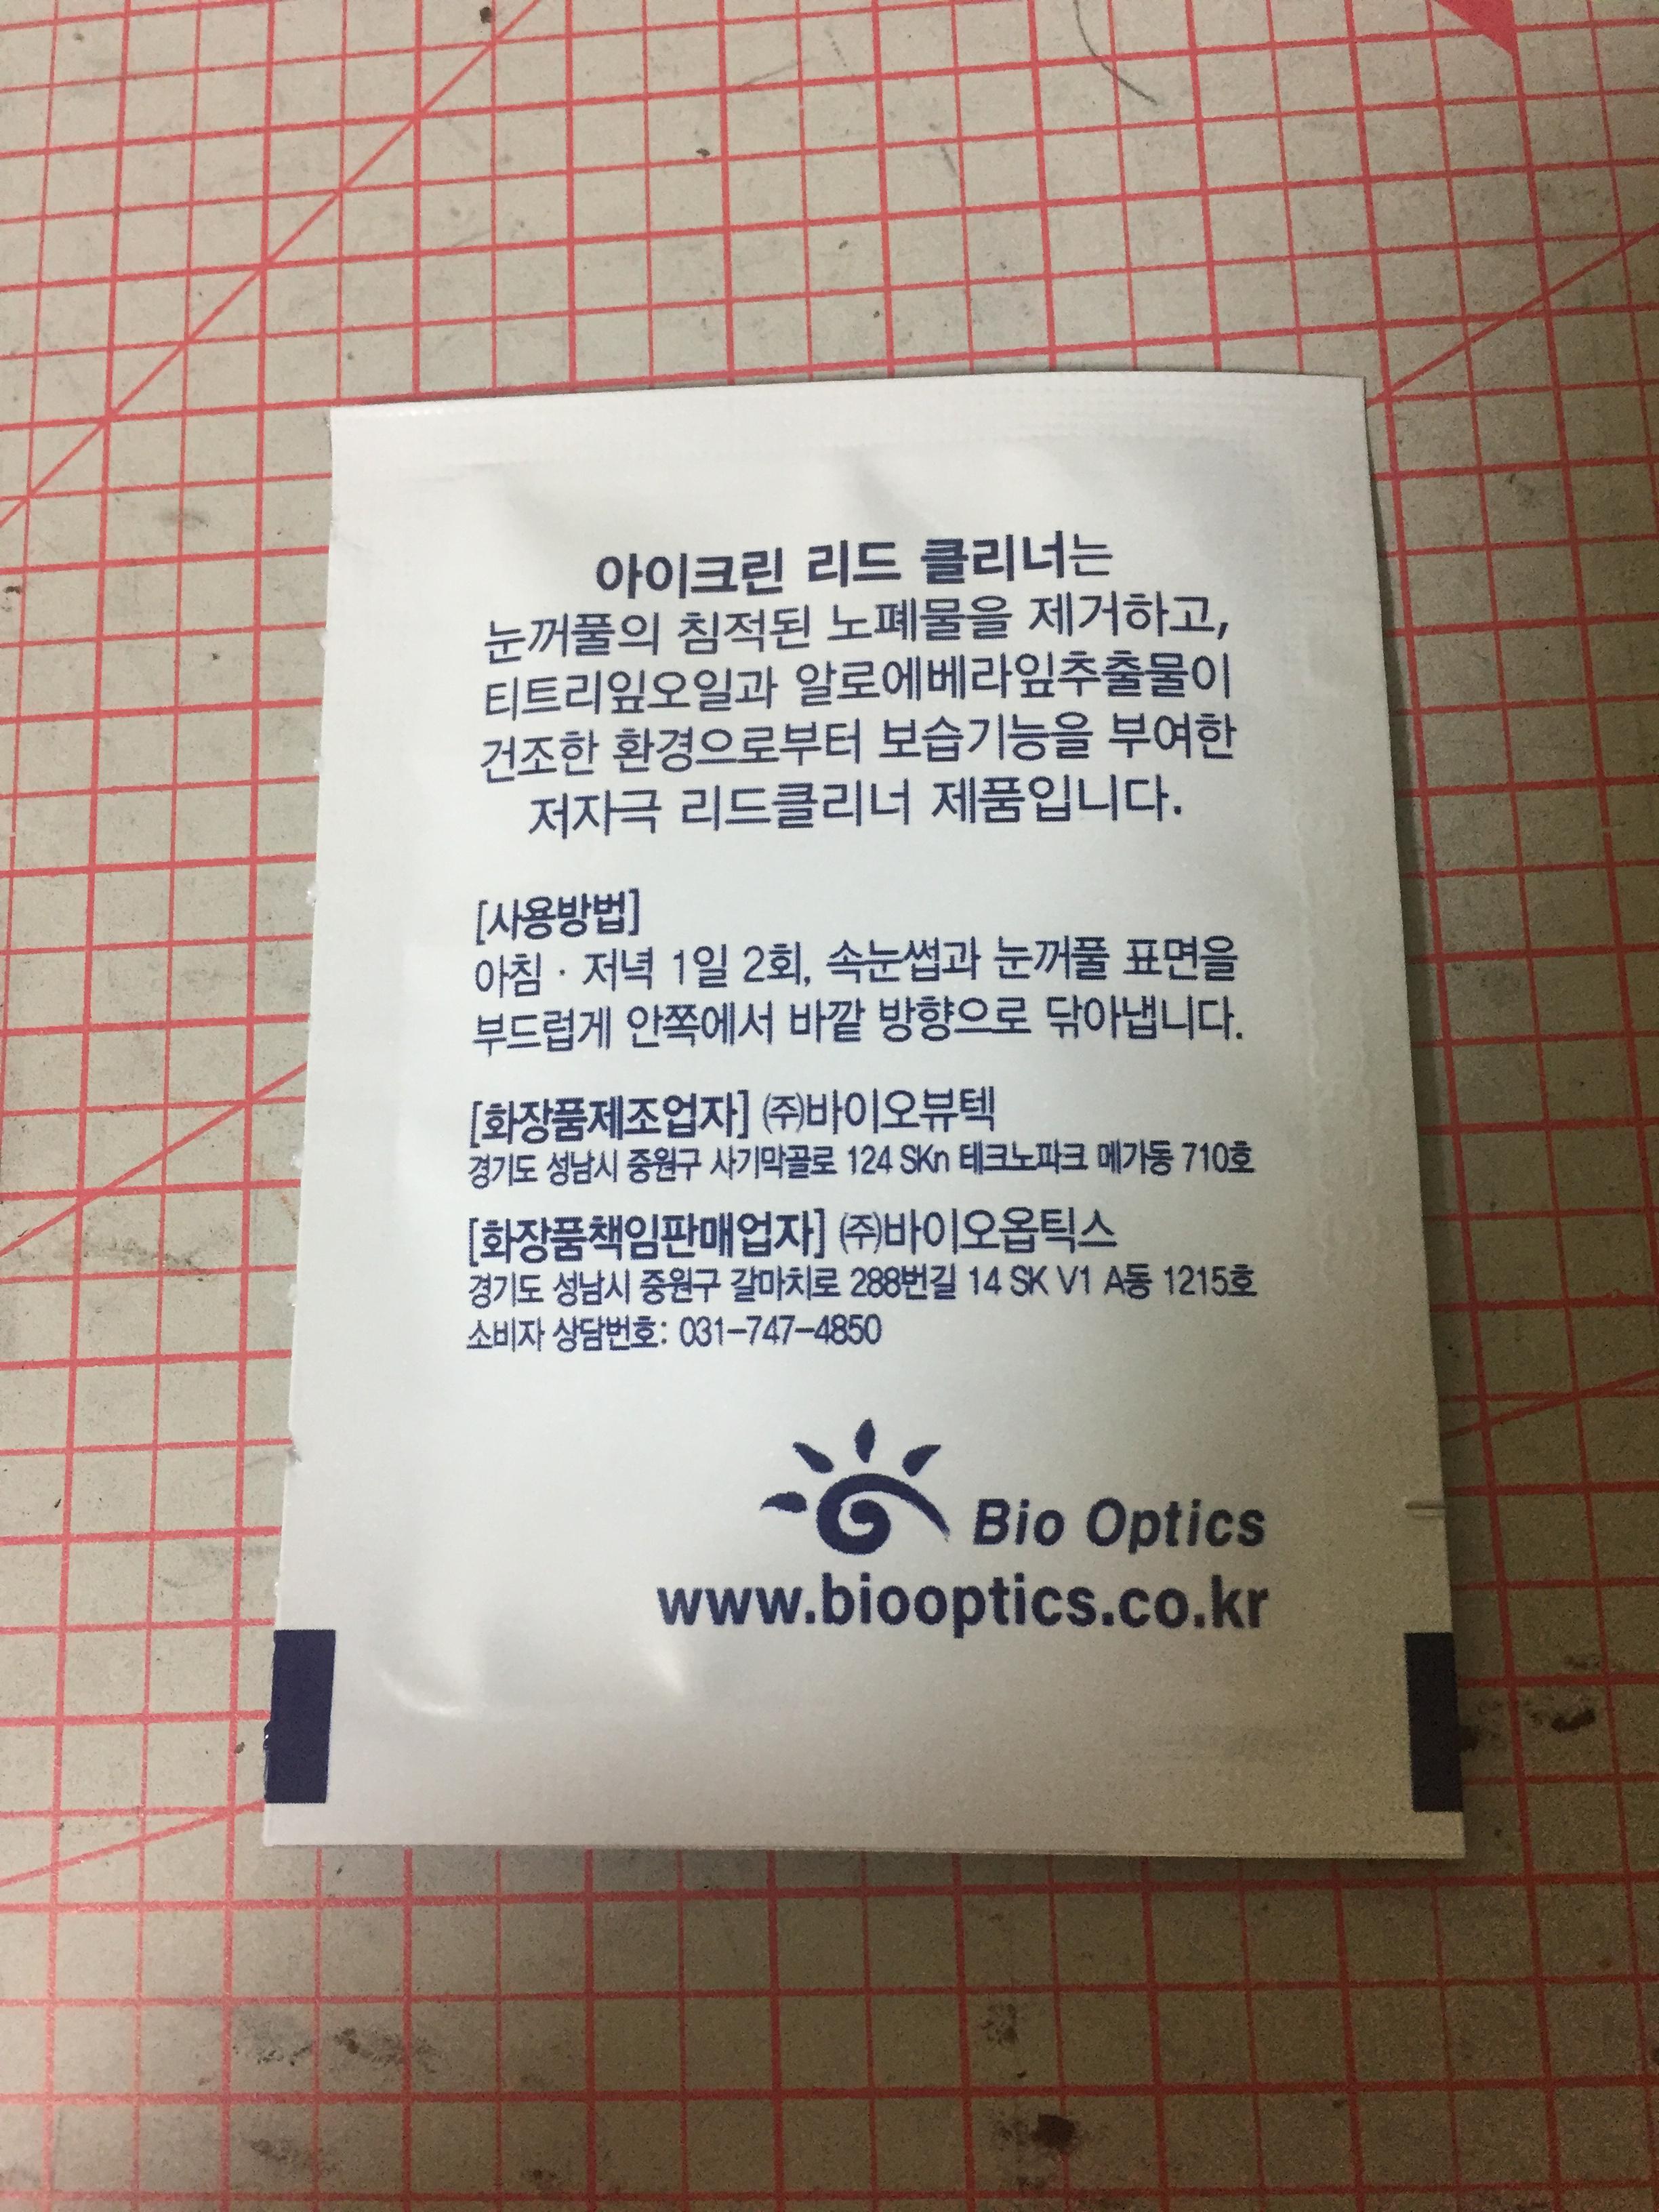 아이크린 리드 클리너는
눈꺼풀의 침적된 노폐물을 제거하고,
티트리잎오일과 알로에베라잎추출물이
건조한 환경으로부터 보습기능을 부여한
저자극 리드클리너 제품입니다.
[사용방법]
아침 · 저녁 1일 2회, 속눈썹과 눈꺼풀 표면을
부드럽게 안쪽에서 바깥 방향으로 닦아냅니다.
[화장품제조업자] ㈜바이오뷰텍
경기도 성남시 중원구 사기막골로 124 SKn 테크노파크 메가동 710호
[화장품책임판매업자] ㈜바이오옵틱스
경기도 성남시 중원구 갈마치로 288번길 14 SK V1 A동 1215호
소비자 상담번호: 031-747-4850
Bio Optics
www.biooptics.co.kr